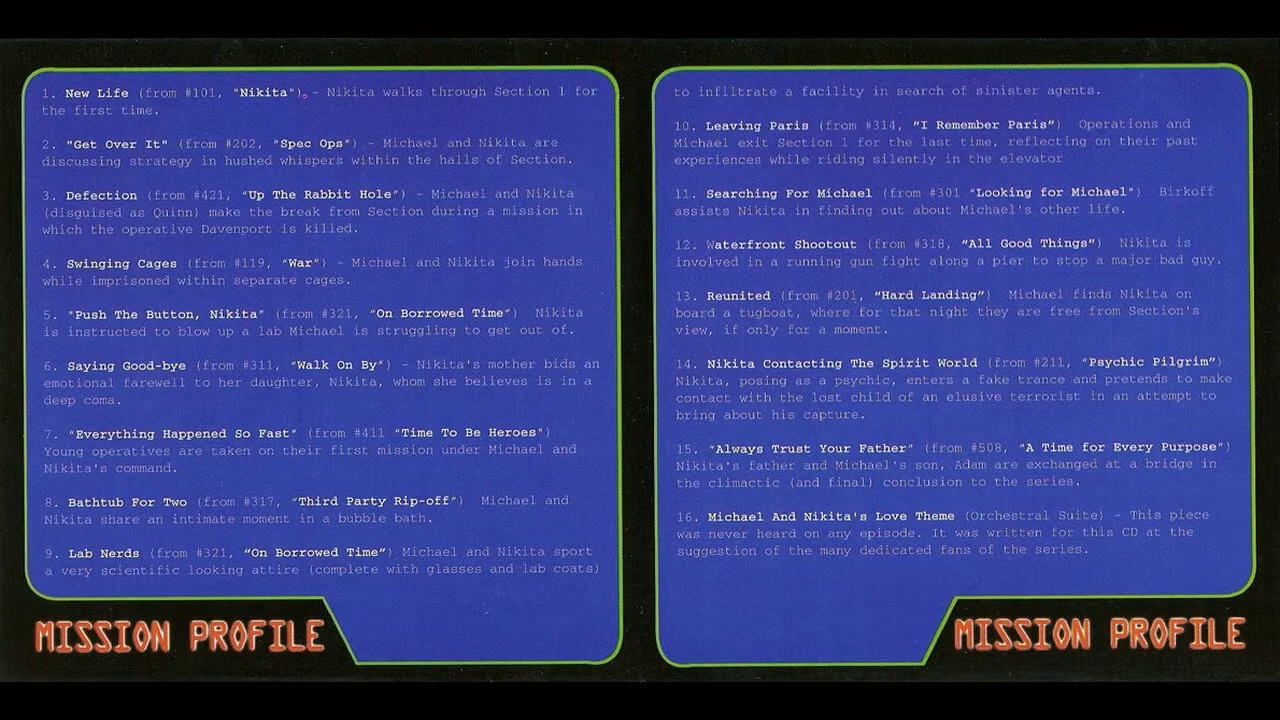 1. New Life (from #101, "Nikita"). - Nikita walks through Section 1 for
the first time.
2. "Get Over It" (from #202, "Spec Ops") - Michael and Nikita are
discussing strategy in hushed whispers within the halls of Section.
3. Defection (from #421, "Up The Rabbit Hole") - Michael and Nikita
(disguised as Quinn) make the break from Section during a mission in
which the operative Davenport is killed.
4. Swinging Cages (from #119, "War") - Michael and Nikita join hands
while imprisoned within separate cages.
5. "Push The Button, Nikita" (from #321, "On Borrowed Time") Nikita
is instructed to blow up a lab Michael is struggling to get out of.
6. Saying Good-bye (from #311, "Walk On By") - Nikita's mother bids an
emotional farewell to her daughter, Nikita, whom she believes is in a
deep coma.
7. "Everything Happened So Fast" (from #411 "Time To Be Heroes")
Young operatives are taken on their first mission under Michael and
Nikita's command.
8. Bathtub For Two (from #317, "Third Party Rip-off") Michael and
Nikita share an intimate moment in a bubble bath.
9. Lab Nerds (from #321, "On Borrowed Time") Michael and Nikita sport
a very scientific looking attire (complete with glasses and lab coats)
MISSION PROFILE
to infiltrate a facility in search of sinister agents.
10. Leaving Paris (from #314, "I Remember Paris") Operations and
Michael exit Section 1 for the last time, reflecting on their past
experiences while riding silently in the elevator
11. Searching For Michael (from #301 "Looking for Michael") Birkoff
assists Nikita in finding out about Michael's other life.
12. Waterfront Shootout (from #318, "All Good Things") Nikita is
involved in a running gun fight along a pier to stop a major bad guy.
13. Reunited (from #201, "Hard Landing") Michael finds Nikita on
board a tugboat, where for that night they are free from Section's
view, if only for a moment.
14. Nikita Contacting The Spirit World (from #211, "Psychic Pilgrim")
Nikita, posing as a psychic, enters a fake trance and pretends to make
contact with the lost child of an elusive terrorist in an attempt to
bring about his capture.
15. "Always Trust Your Father" (from #508, "A Time for Every Purpose")
Nikita's father and Michael's son, Adam are exchanged at a bridge in
the climactic (and final) conclusion to the series.
16. Michael And Nikita's Love Theme (Orchestral Suite) - This piece
was never heard on any episode. It was written for this CD at the
suggestion of the many dedicated fans of the series.
MISSION PROFILE